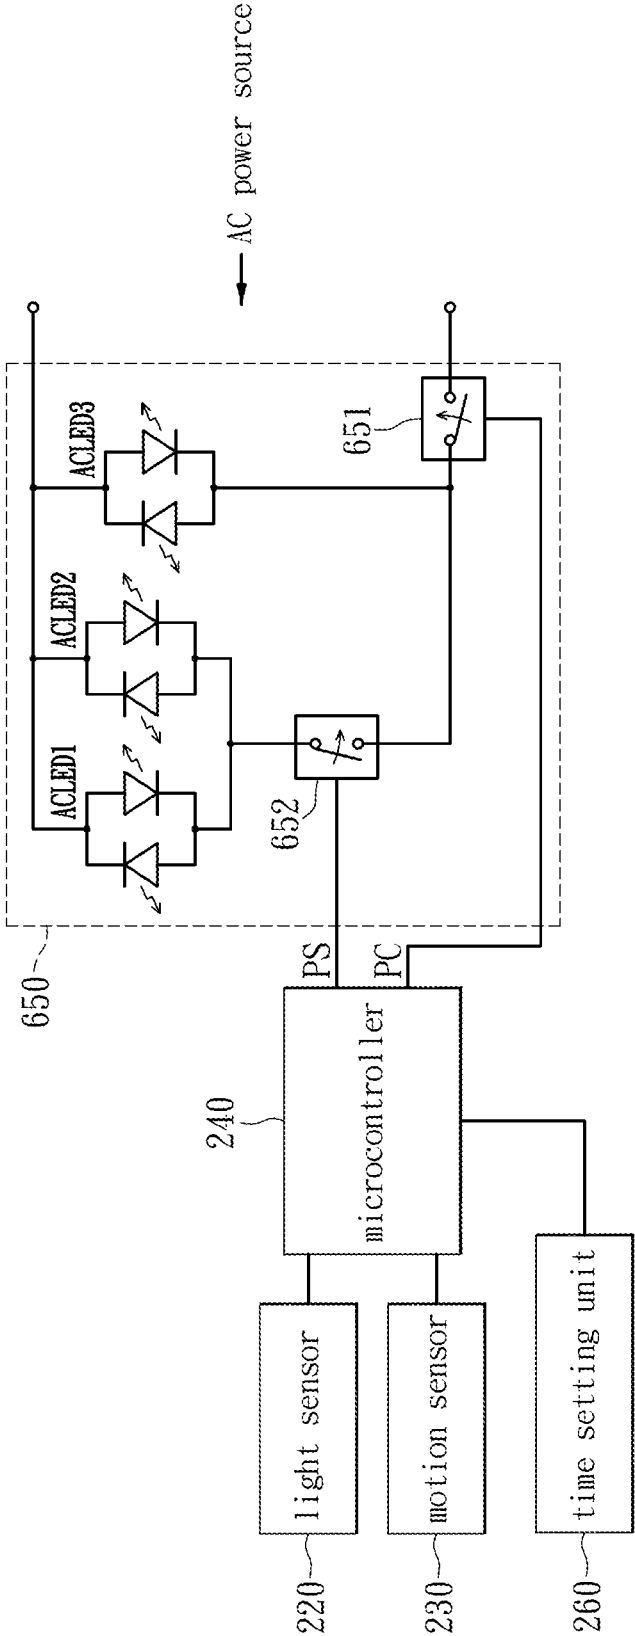 220
light sensor
230
motion sensor
260
time setting unit
240
microcontroller
PS
PC
650
ACLED1
ACLED2
ACLED3
652
651
AC power source